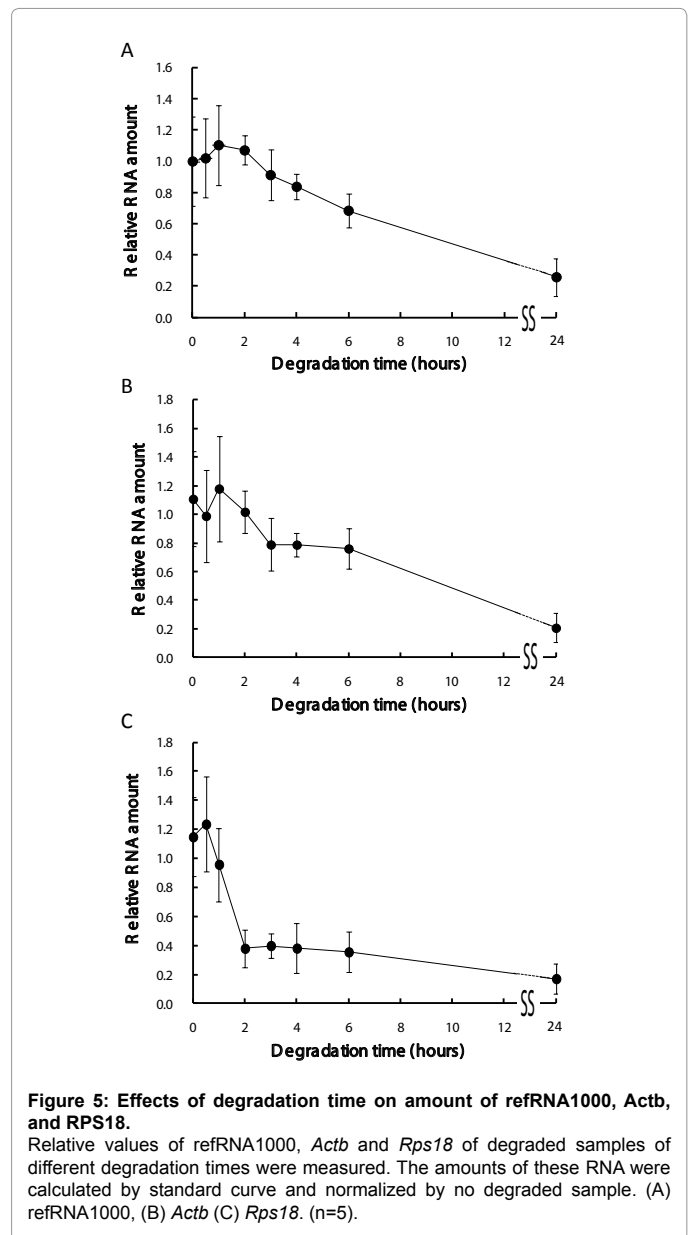 A
1.6
1.4
1.2
1.0
0.8
0.6
0.4
0.2
0.0
Relative RNA amount
0 2 4 6 8 10 12 24
Degradation time (hours)
B
1.8
1.6
1.4
1.2
1.0
0.8
0.6
0.4
0.2
0.0
Relative RNA amount
0 2 4 6 8 10 12 24
Degradation time (hours)
C
1.8
1.6
1.4
1.2
1.0
0.8
0.6
0.4
0.2
0.0
Relative RNA amount
0 2 4 6 8 10 12 24
Degradation time (hours)
Figure 5: Effects of degradation time on amount of refRNA1000, Actb,
and RPS18.
Relative values of refRNA1000, Actb and Rps18 of degraded samples of
different degradation times were measured. The amounts of these RNA were
calculated by standard curve and normalized by no degraded sample. (A)
refRNA1000, (B) Actb (C) Rps18. (n=5).